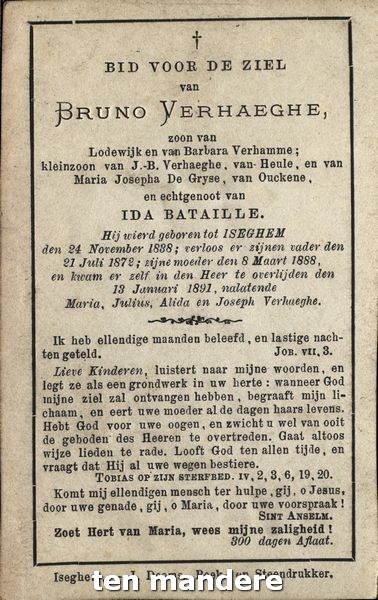 †
BID VOOR DE ZIEL
van
BRUNO VERHAEGHE,
zoon van
Lodewijk en van Barbara Verhamme;
kleinzoon van J.-B. Verhaeghe, van Heule, en van
Maria Josepha De Gryse, van Ouckene,
en echtgenoot van
IDA BATAILLE.
Hij wierd geboren tot ISEGHEM
den 24 November 1838; verloos er zijnen vader den
21 Juli 1872; zijne moeder den 8 Maart 1888,
en kwam er zelf in den Heer te overlijden den
13 Januari 1891, nalatende
Maria, Julius, Alida en Joseph Verhaeghe.
Ik heb ellendige maanden beleefd, en lastige nach-
ten geteld. JOB. VII, 3.
Lieve Kinderen, luistert naar mijne woorden, en
legt ze als een grondwerk in uw herte: wanneer God
mijne ziel zal ontvangen hebben, begraaft mijn li-
chaam, en eert uwe moeder al de dagen haars levens.
Hebt God voor uwe oogen, en zwicht u wel van ooit
de geboden des Heeren te overtreden. Gaat altoos
wijze lieden te rade. Looft God ten allen tijde, en
vraagt dat Hij al uwe wegen bestiere.
TOBIAS OP ZIJN STERFBED. IV, 2, 3, 6, 19, 20.
Komt mij ellendigen mensch ter hulpe, gij, o Jesus,
door uwe genade, gij, o Maria, door uwe voorspraak!
SINT ANSELM.
Zoet Hert van Maria, wees mijne zaligheid!
300 dagen Aflaat.
Iseghe Steendrukker.
ten mandere